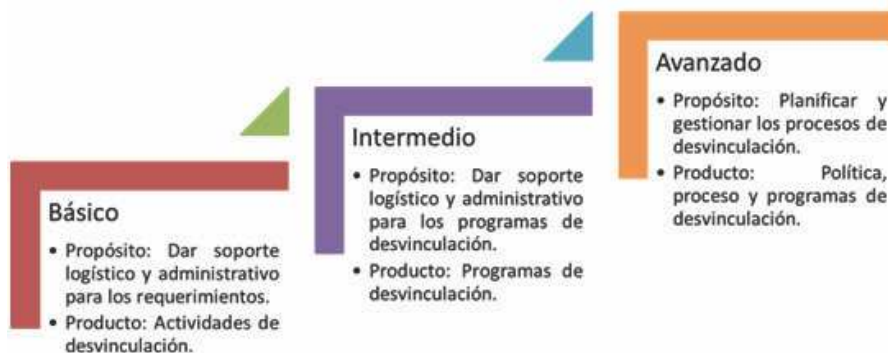 Básico
• Propósito: Dar soporte
logístico y administrativo
para los requerimientos.
• Producto: Actividades de
desvinculación.
Intermedio
• Propósito: Dar soporte
logístico y administrativo
para los programas de
desvinculación.
• Producto: Programas de
desvinculación.
Avanzado
• Propósito: Planificar y
gestionar los procesos de
desvinculación.
• Producto: Política,
proceso y programas de
desvinculación.